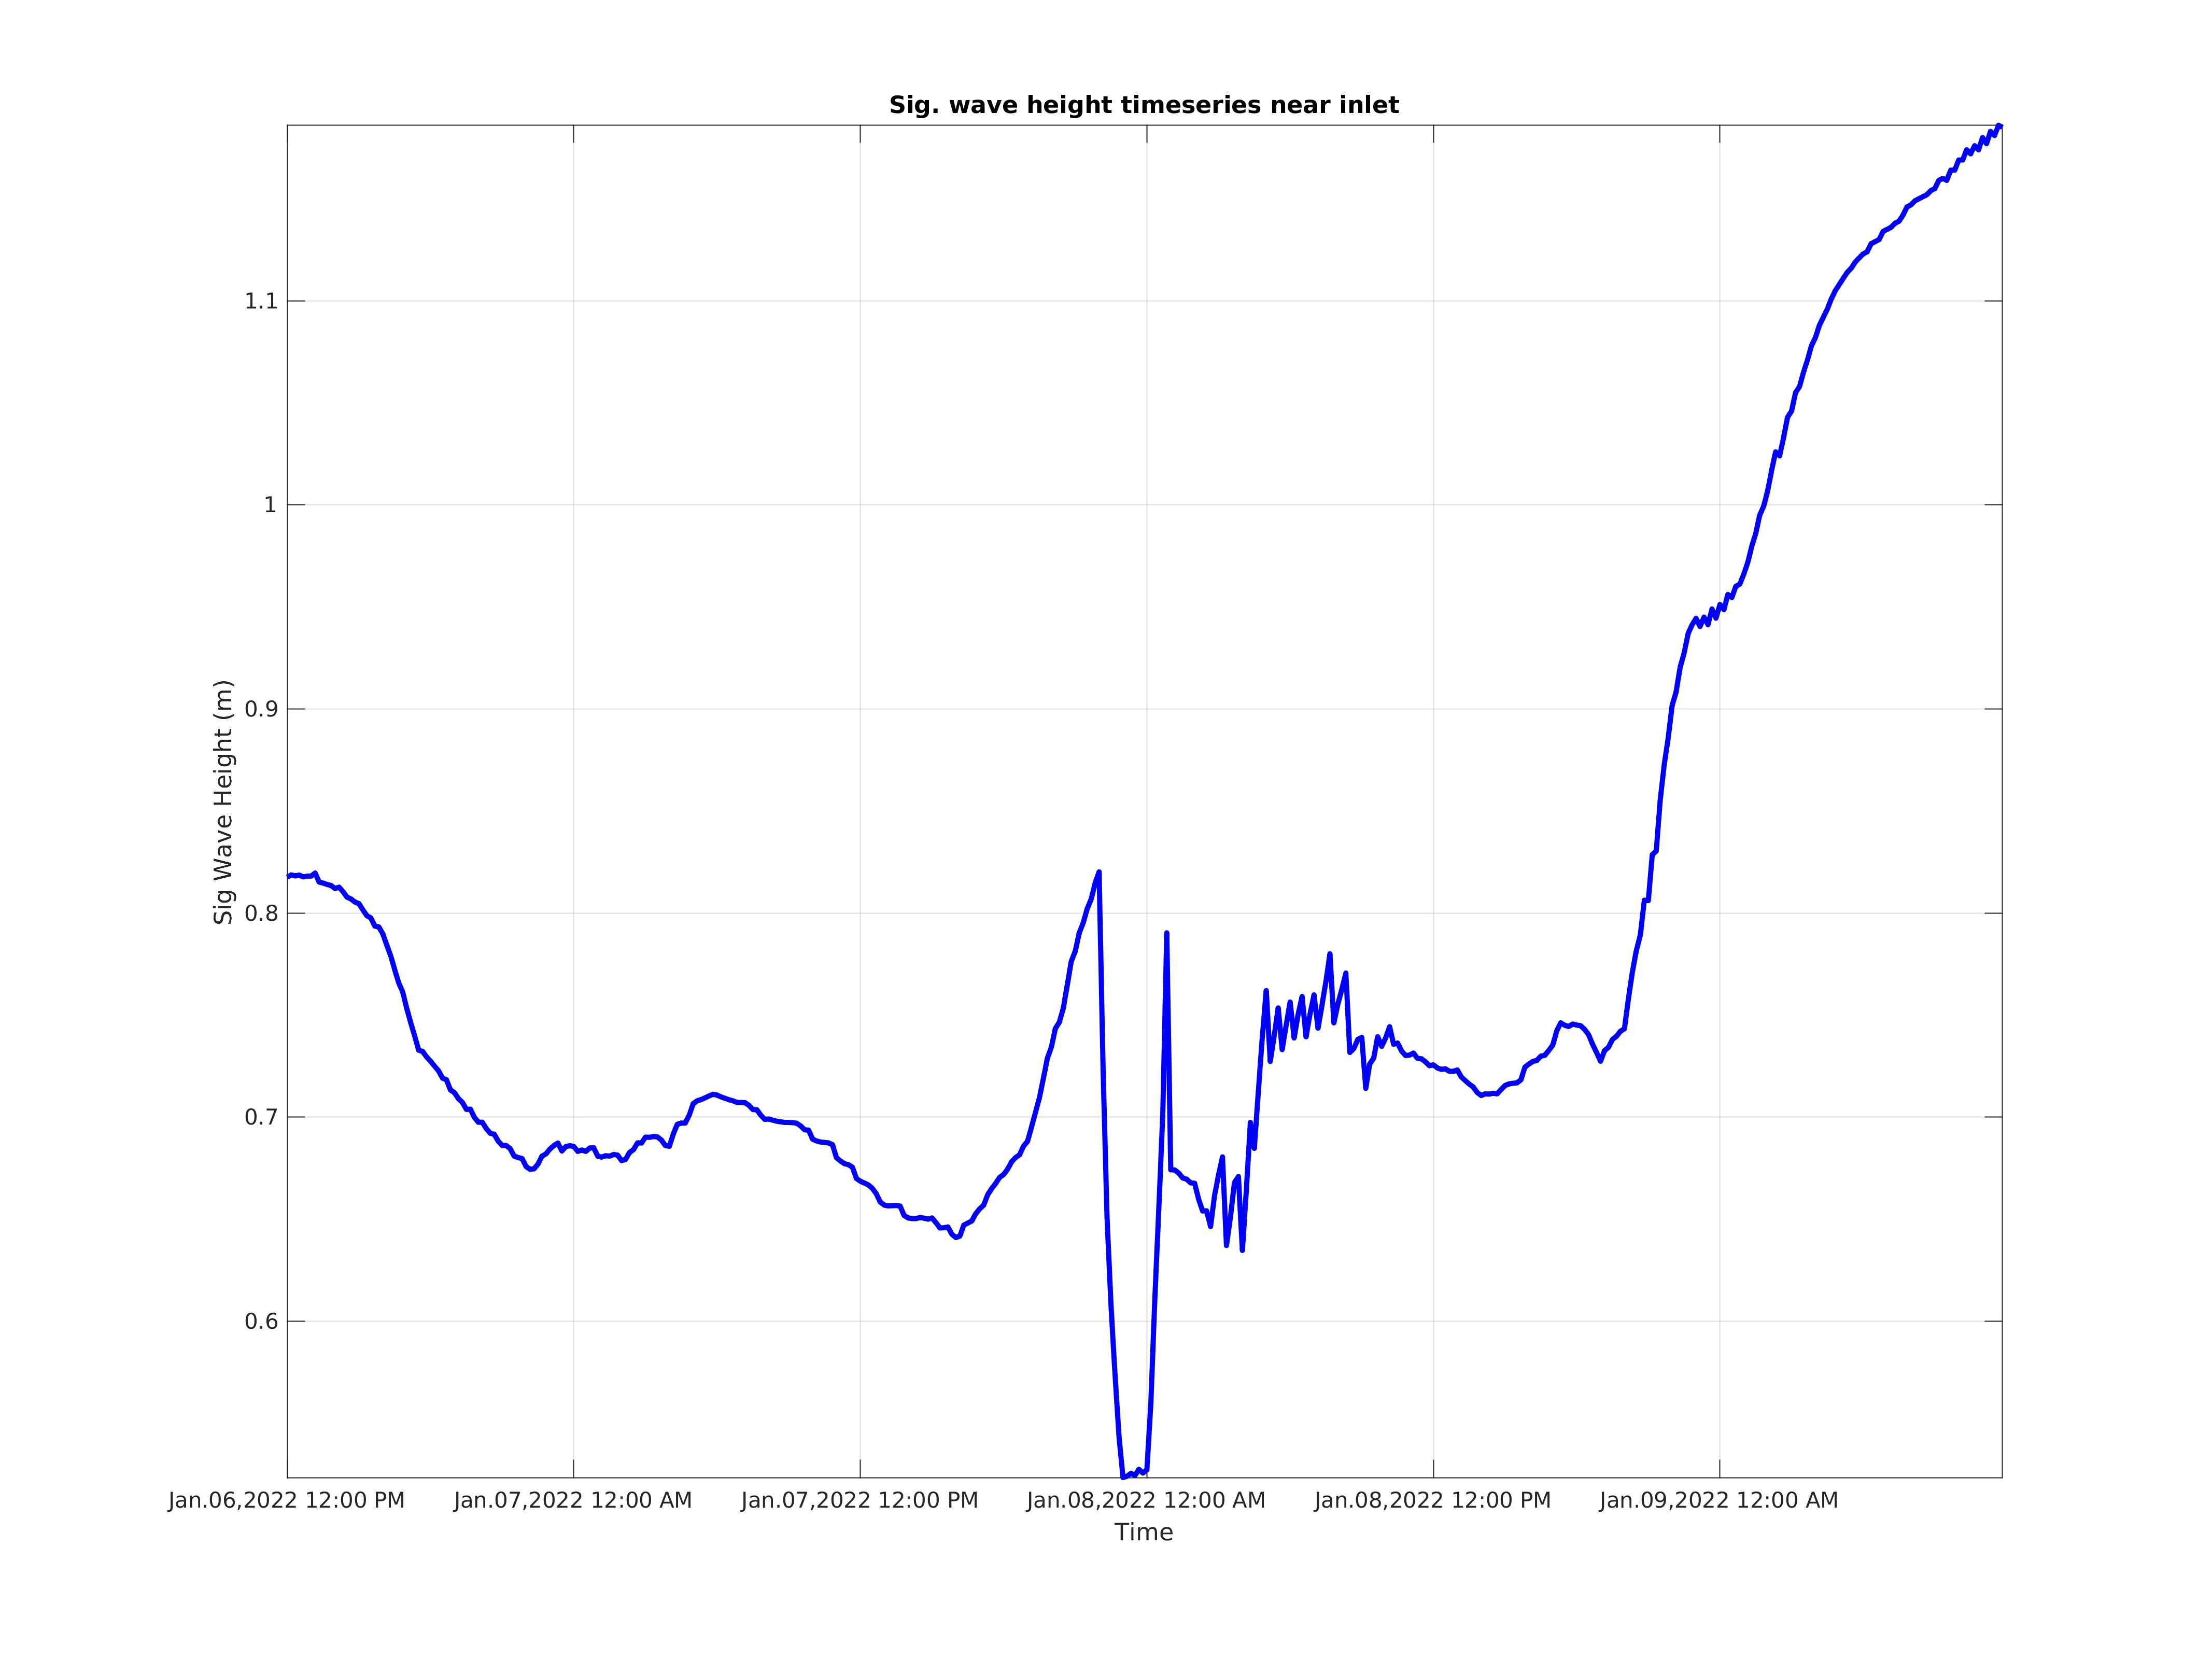 Sig. wave height timeseries near inlet
Sig Wave Height (m)
1.1
1
0.9
0.8
0.7
0.6
Jan.06,2022 12:00 PM
Jan.07,2022 12:00 AM
Jan.07,2022 12:00 PM
Jan.08,2022 12:00 AM
Jan.08,2022 12:00 PM
Jan.09,2022 12:00 AM
Time